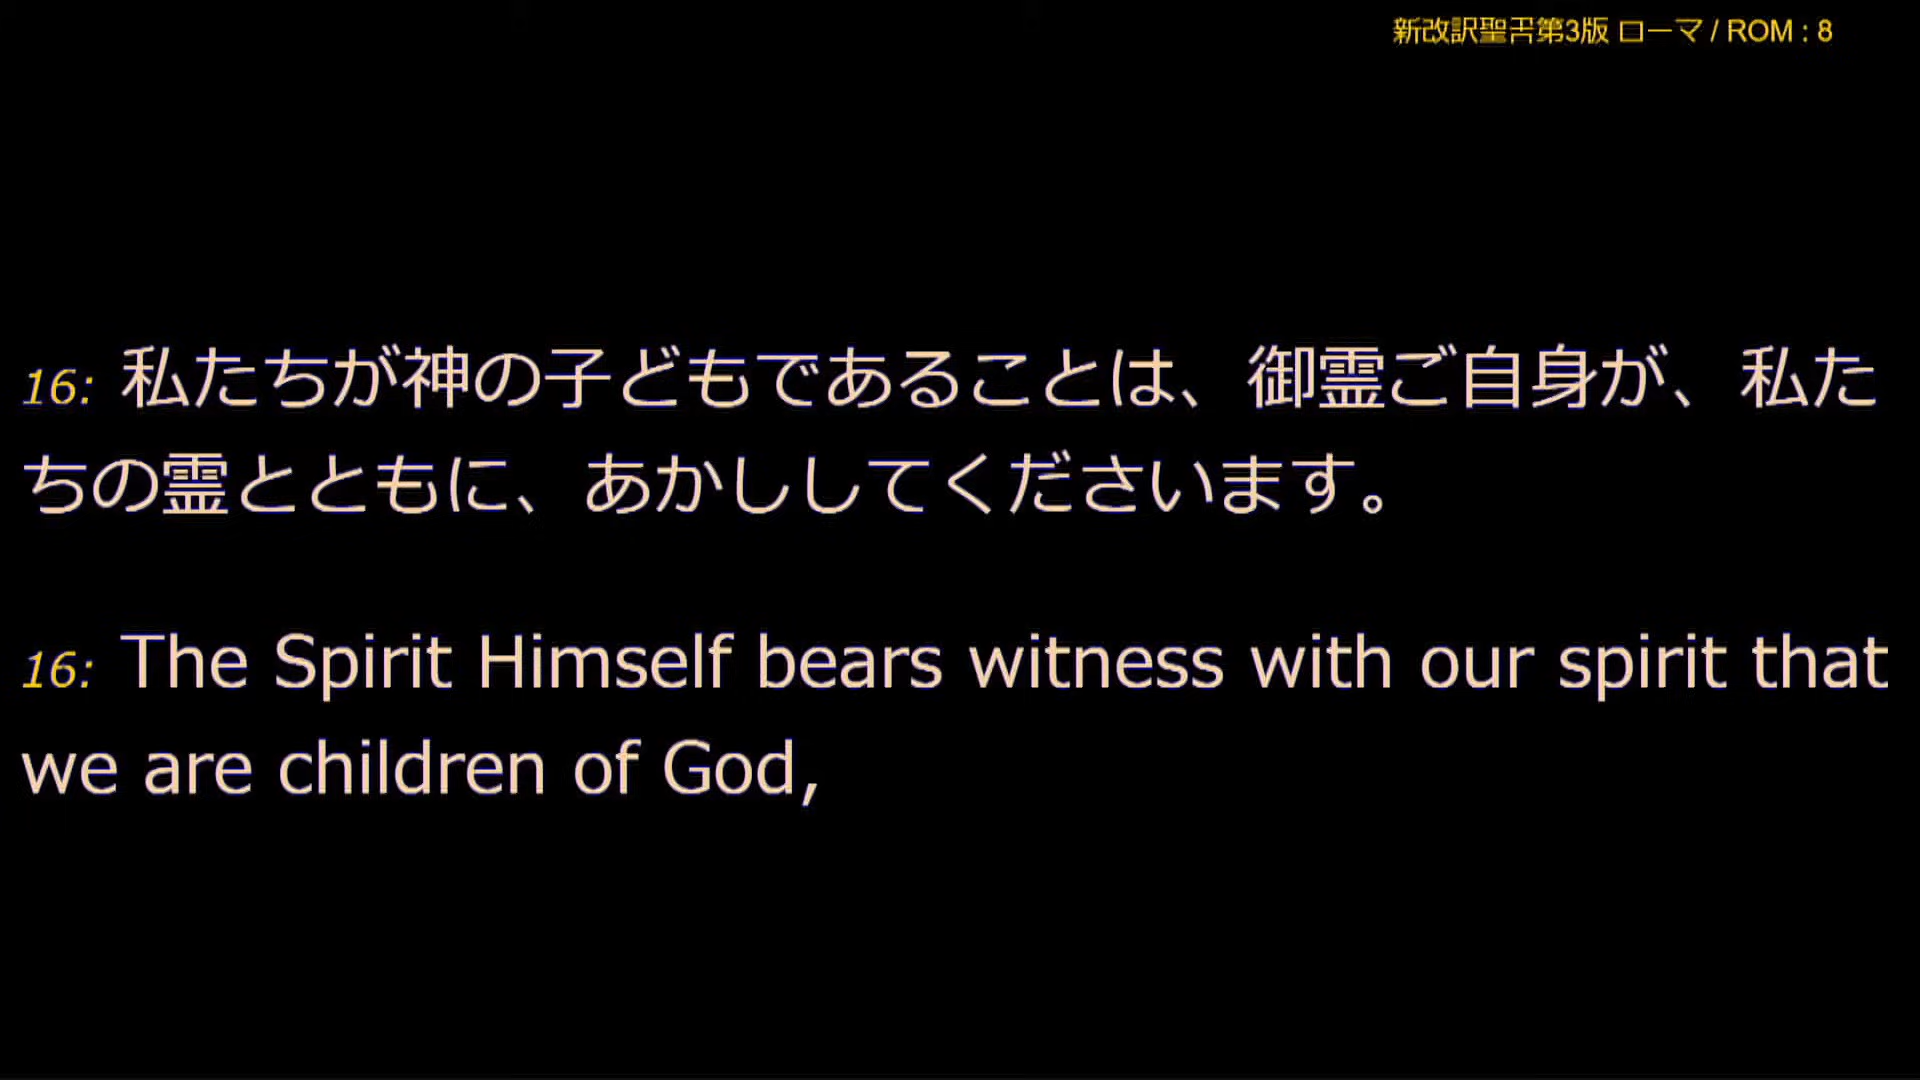 新改訳聖書第3版 ローマ / ROM : 8
16: 私たちが神の子どもであることは、御霊ご自身が、私た
ちの霊とともに、あかししてくださいます。
16: The Spirit Himself bears witness with our spirit that
we are children of God,